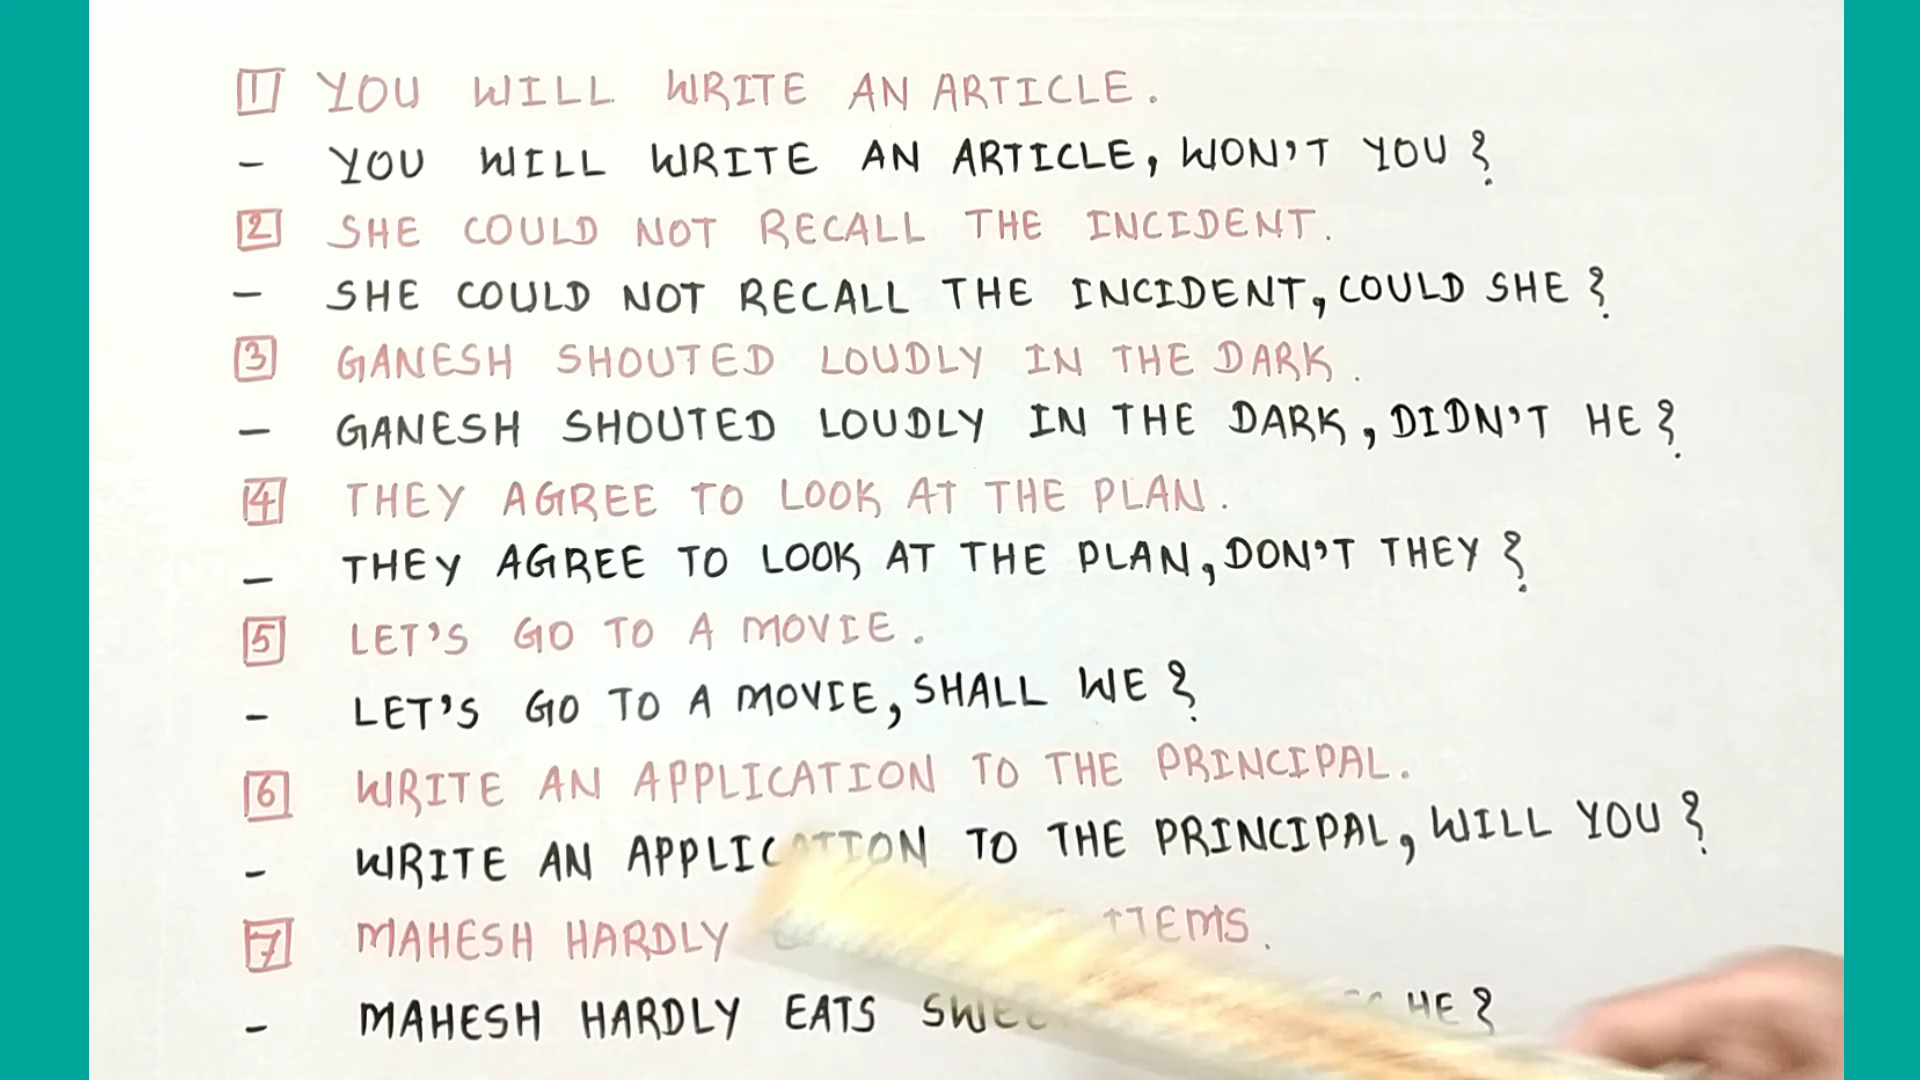 1 YOU WILL WRITE AN ARTICLE.
- YOU WILL WRITE AN ARTICLE, WON'T YOU?
2 SHE COULD NOT RECALL THE INCIDENT.
- SHE COULD NOT RECALL THE INCIDENT, COULD SHE?
3 GANESH SHOUTED LOUDLY IN THE DARK.
- GANESH SHOUTED LOUDLY IN THE DARK, DIDN'T HE?
4 THEY AGREE TO LOOK AT THE PLAN.
- THEY AGREE TO LOOK AT THE PLAN, DON'T THEY?
5 LET'S GO TO A MOVIE.
- LET'S GO TO A MOVIE, SHALL WE?
6 WRITE AN APPLICATION TO THE PRINCIPAL.
- WRITE AN APPLICATION TO THE PRINCIPAL, WILL YOU?
7 MAHESH HARDLY ITEMS.
- MAHESH HARDLY EATS HE?